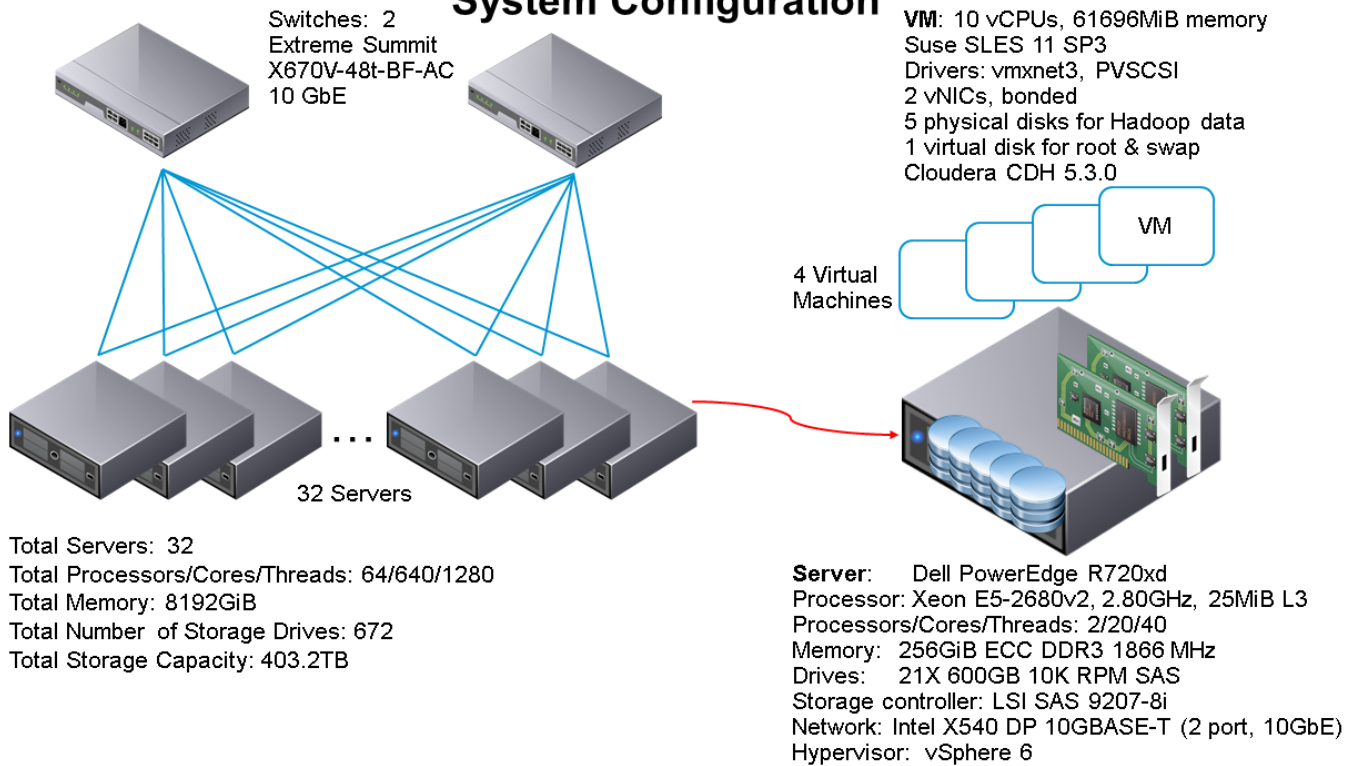 System Configuration
Switches: 2
Extreme Summit
X670V-48t-BF-AC
10 GbE
VM: 10 vCPUs, 61696MiB memory
Suse SLES 11 SP3
Drivers: vmxnet3, PVSCSI
2 vNICs, bonded
5 physical disks for Hadoop data
1 virtual disk for root & swap
Cloudera CDH 5.3.0
VM
4 Virtual
Machines
...
32 Servers
Total Servers: 32
Total Processors/Cores/Threads: 64/640/1280
Total Memory: 8192GiB
Total Number of Storage Drives: 672
Total Storage Capacity: 403.2TB
Server: Dell PowerEdge R720xd
Processor: Xeon E5-2680v2, 2.80GHz, 25MiB L3
Processors/Cores/Threads: 2/20/40
Memory: 256GiB ECC DDR3 1866 MHz
Drives: 21X 600GB 10K RPM SAS
Storage controller: LSI SAS 9207-8i
Network: Intel X540 DP 10GBASE-T (2 port, 10GbE)
Hypervisor: vSphere 6